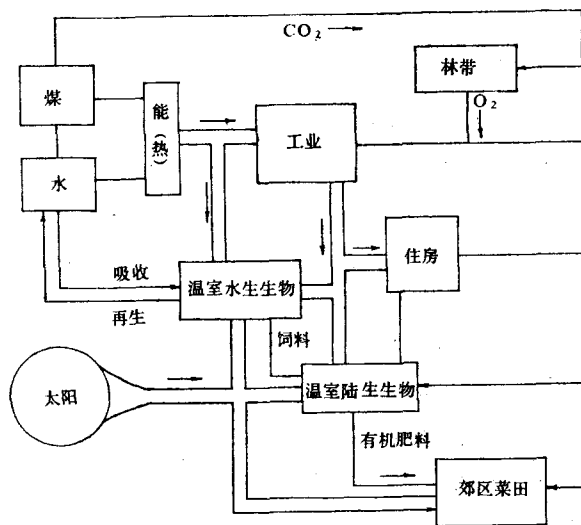 CO₂
林带
煤
能(热)
O₂
工业
水
住房
吸收
温室水生生物
再生
饲料
太阳
温室陆生生物
有机肥料
郊区菜田